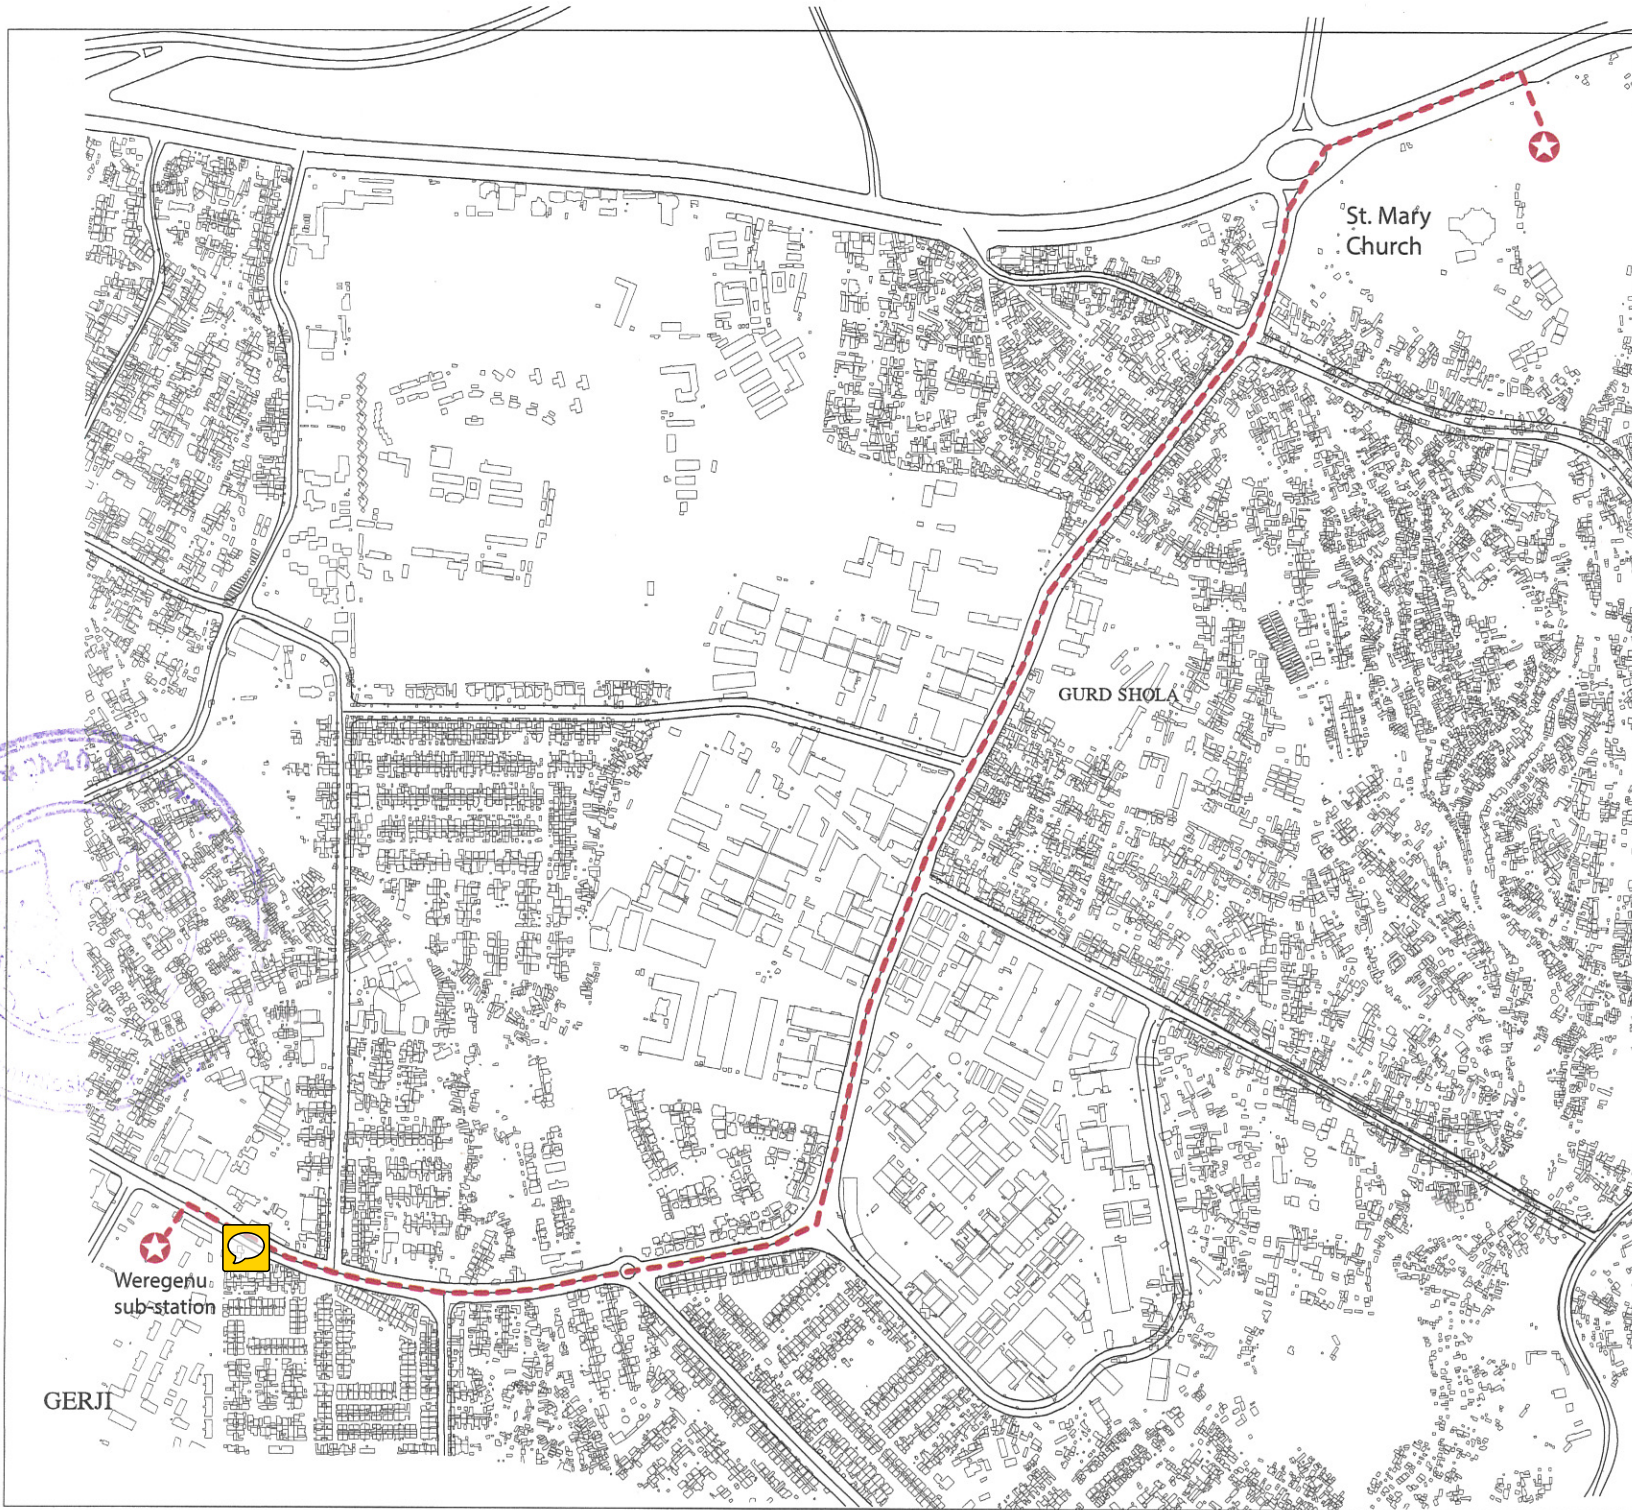 St. Mary
Church
GURD SHOLA
Weregenu
sub-station
GERJI